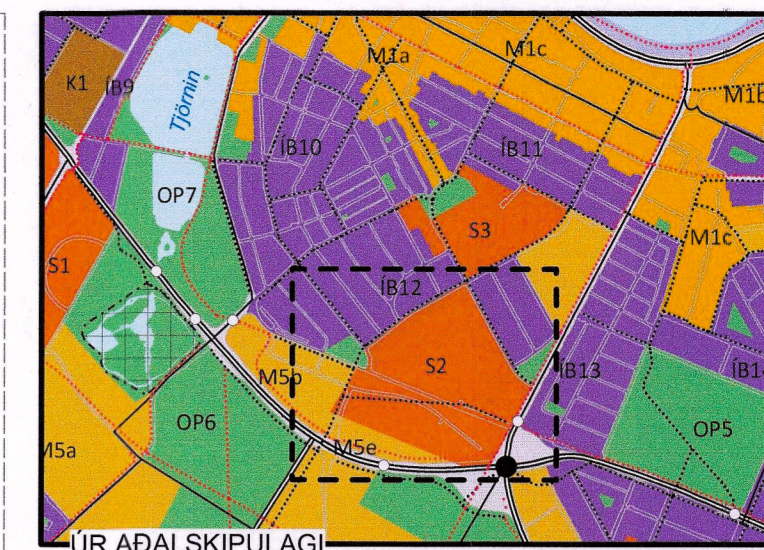 M1a
M1c
K1
ÍB9
M1b
Tjörnin
ÍB10
ÍB11
OP7
S3
M1c
S1
ÍB12
S2
M5b
ÍB13
ÍB14
OP6
OP5
M5a
M5e
ÚR AÐALSKIPULAGI